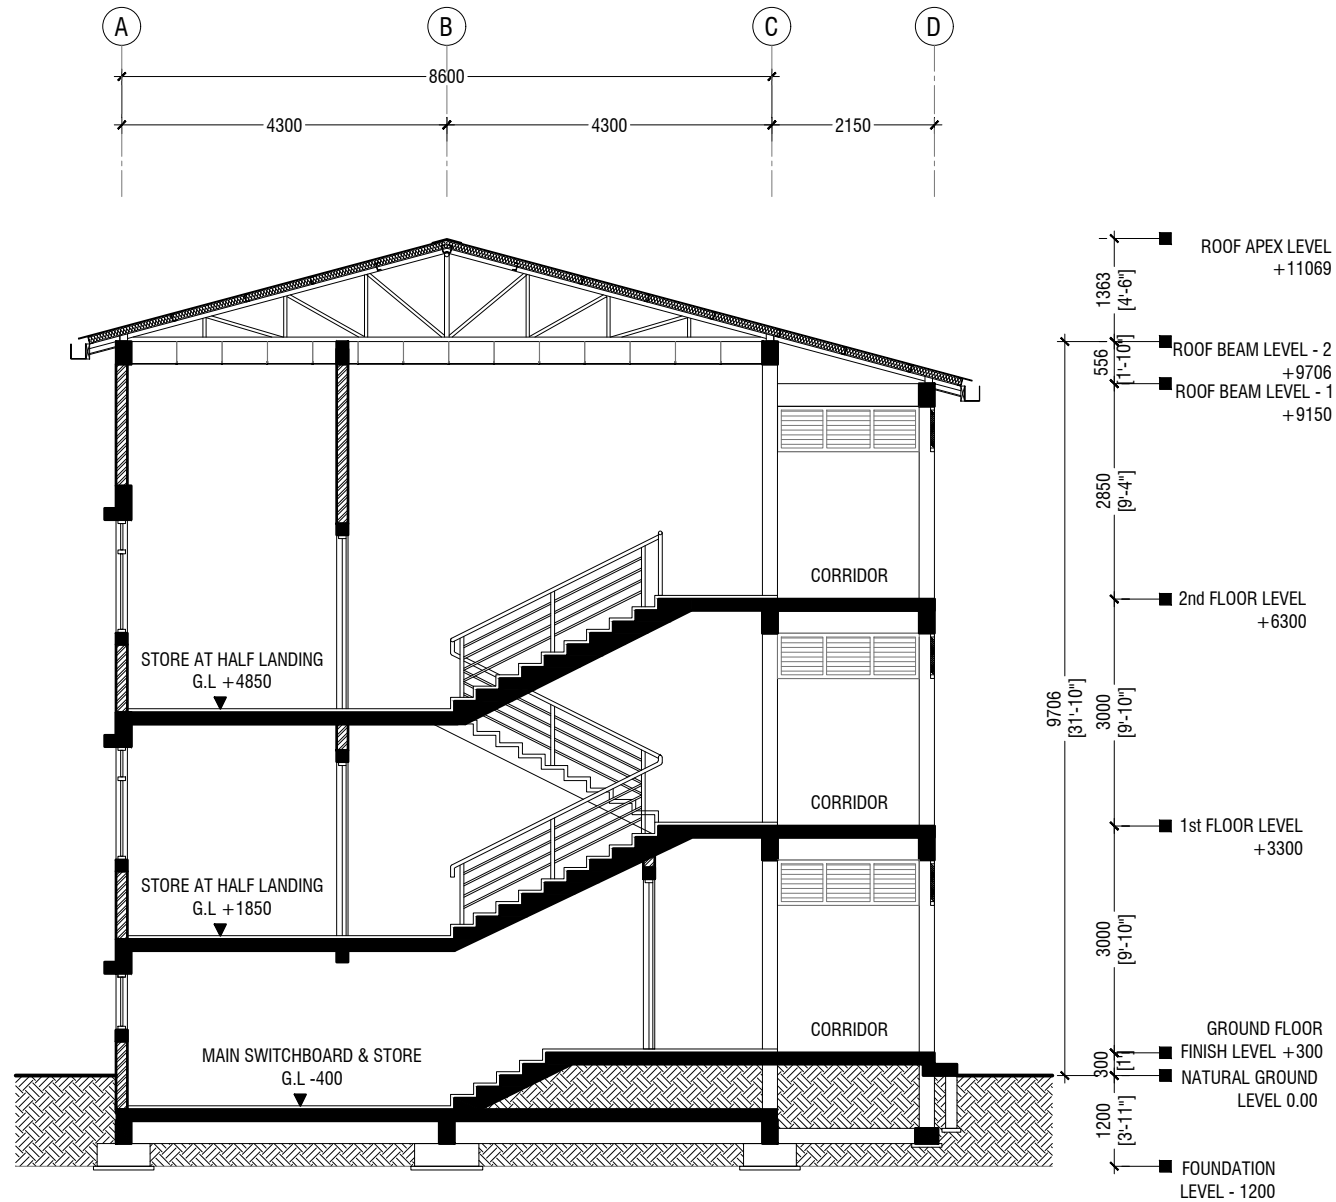 A B C D
8600
4300 4300 2150
ROOF APEX LEVEL
+11069
1363
[4'-6"]
ROOF BEAM LEVEL - 2
+9706
556
[1'-10"]
ROOF BEAM LEVEL - 1
+9150
2850
[9'-4"]
CORRIDOR
2nd FLOOR LEVEL
+6300
STORE AT HALF LANDING
G.L +4850
9706
[31'-10"]
3000
[9'-10"]
CORRIDOR
1st FLOOR LEVEL
+3300
STORE AT HALF LANDING
G.L +1850
3000
[9'-10"]
CORRIDOR
GROUND FLOOR
FINISH LEVEL +300
300
[1']
MAIN SWITCHBOARD & STORE
G.L -400
NATURAL GROUND
LEVEL 0.00
1200
[3'-11"]
FOUNDATION
LEVEL - 1200